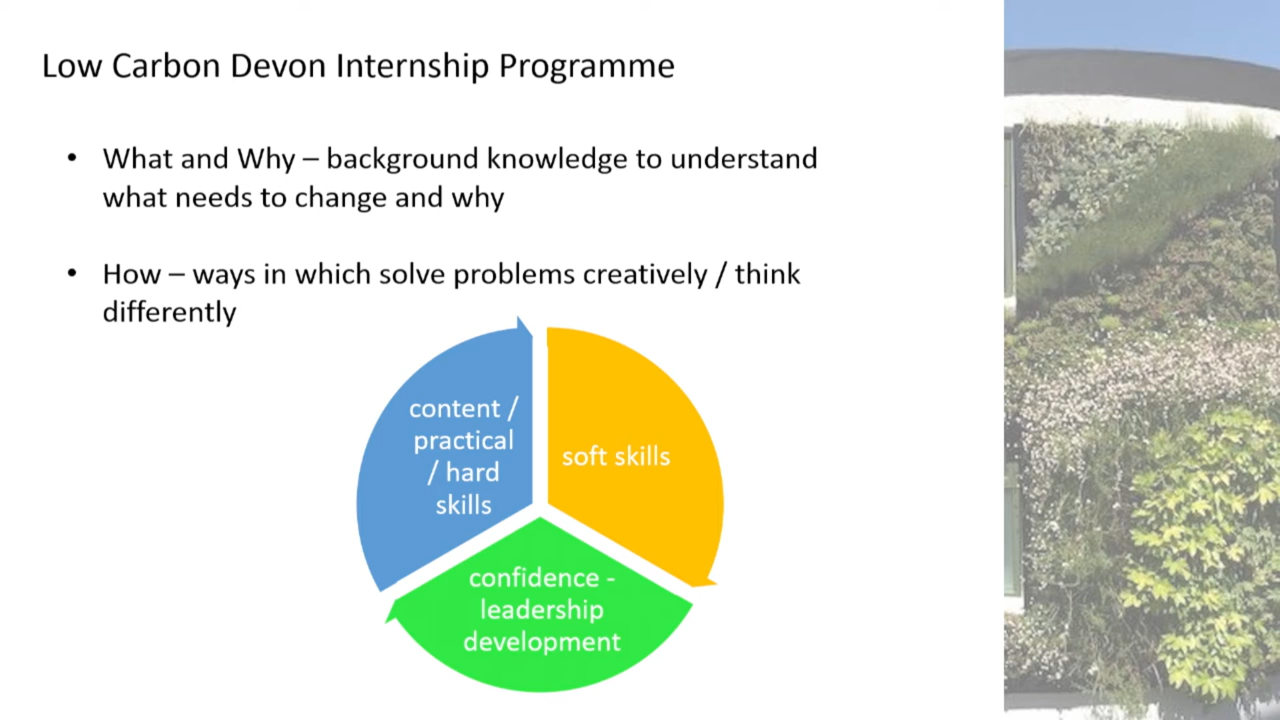 Low Carbon Devon Internship Programme
• What and Why – background knowledge to understand
what needs to change and why
• How – ways in which solve problems creatively / think
differently
content /
practical
/ hard
skills
soft skills
confidence -
leadership
development